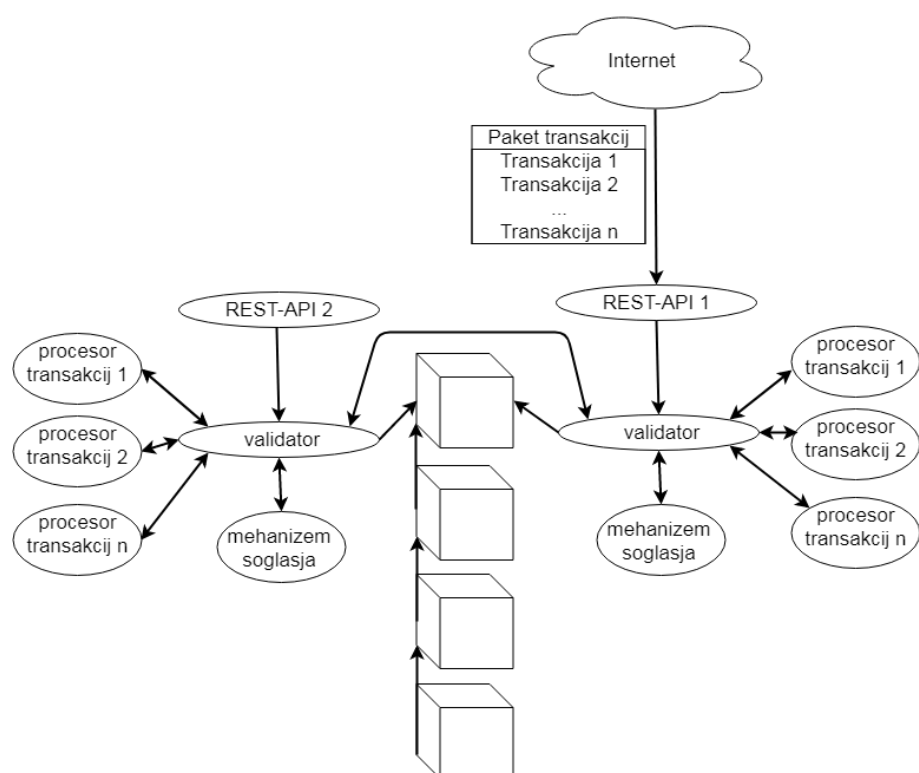 Internet
Paket transakcij
Transakcija 1
Transakcija 2
...
Transakcija n
REST-API 2
REST-API 1
procesor
transakcij 1
procesor
transakcij 2
procesor
transakcij n
validator
mehanizem
soglasja
validator
mehanizem
soglasja
procesor
transakcij 1
procesor
transakcij 2
procesor
transakcij n